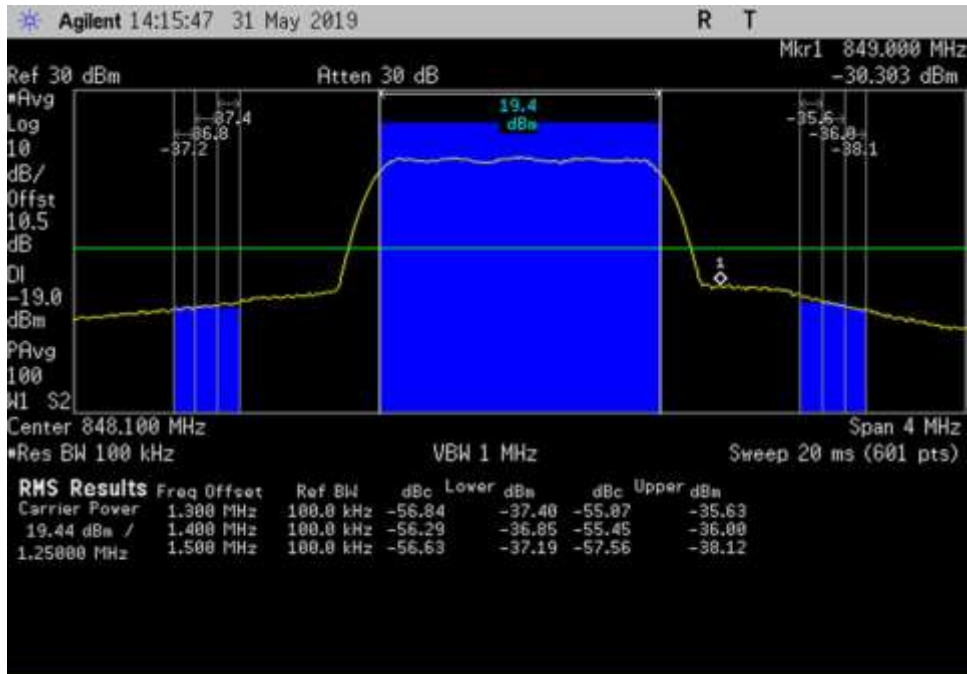 Agilent 14:15:47 31 May 2019 R T
Mkr1 849.000 MHz
Ref 30 dBm Atten 30 dB -30.303 dBm
*Avg
Log
10
dB/
Offst
10.5
dB
DI
-19.0
dBm
PAvg
100
W1 S2
19.4
dBm
-37.4
-36.8
-37.2
-35.6
-36.0
-38.1
1
Center 848.100 MHz Span 4 MHz
*Res BW 100 kHz VBW 1 MHz Sweep 20 ms (601 pts)
RMS Results Freq Offset Ref BW dBc Lower dBm dBc Upper dBm
Carrier Power 1.300 MHz 100.0 kHz -56.84 -37.40 -55.07 -35.63
19.44 dBm / 1.400 MHz 100.0 kHz -56.29 -36.85 -55.45 -36.00
1.25000 MHz 1.500 MHz 100.0 kHz -56.63 -37.19 -57.56 -38.12